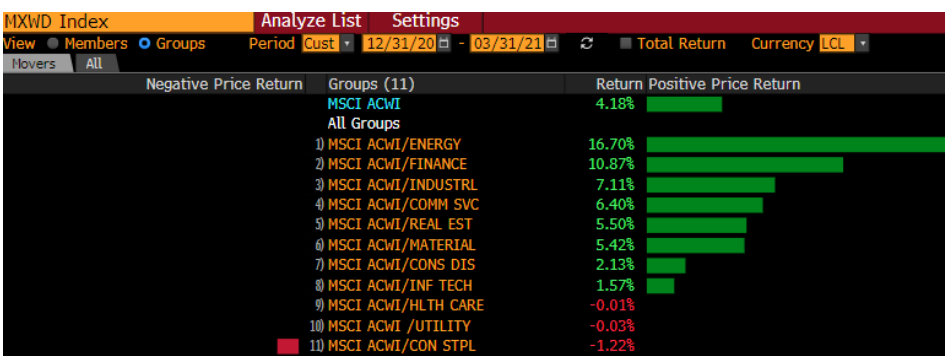 MXWD Index Analyze List Settings
View Members Groups Period Cust 12/31/20 - 03/31/21 Total Return Currency LCL
Movers All
Negative Price Return Groups (11) Return Positive Price Return
MSCI ACWI 4.18%
All Groups
1) MSCI ACWI/ENERGY 16.70%
2) MSCI ACWI/FINANCE 10.87%
3) MSCI ACWI/INDUSTRL 7.11%
4) MSCI ACWI/COMM SVC 6.40%
5) MSCI ACWI/REAL EST 5.50%
6) MSCI ACWI/MATERIAL 5.42%
7) MSCI ACWI/CONS DIS 2.13%
8) MSCI ACWI/INF TECH 1.57%
9) MSCI ACWI/HLTH CARE -0.01%
10) MSCI ACWI /UTILITY -0.03%
11) MSCI ACWI/CON STPL -1.22%